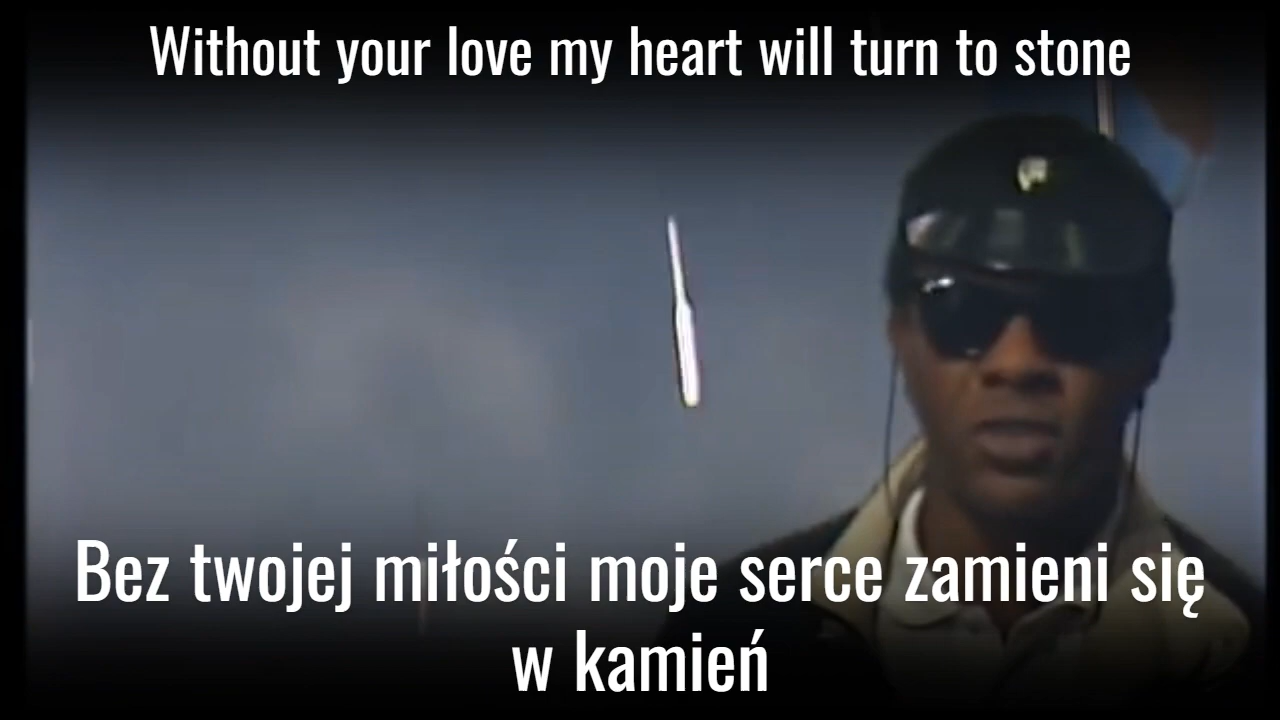 Without your love my heart will turn to stone
Bez twojej miłości moje serce zamieni się
w kamień